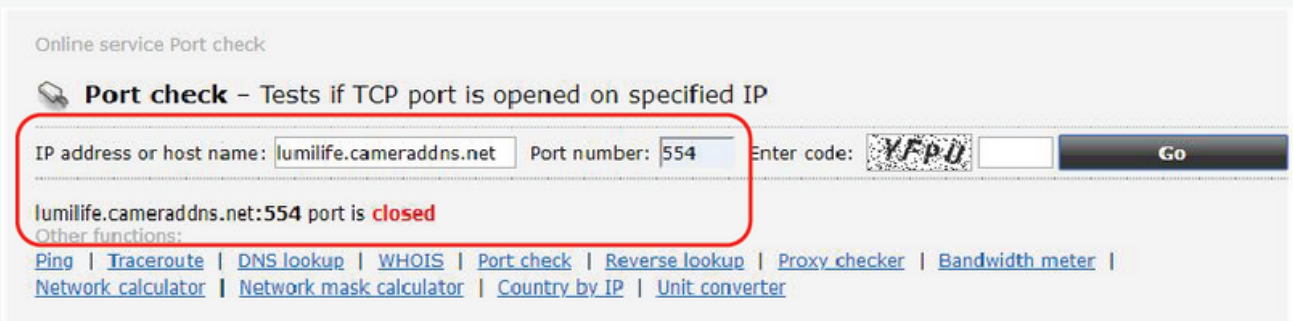 Online service Port check
Port check – Tests if TCP port is opened on specified IP
IP address or host name: lumilife.cameraddns.net Port number: 554 Enter code: YFPU Go
lumilife.cameraddns.net:554 port is closed
Other functions:
Ping | Traceroute | DNS lookup | WHOIS | Port check | Reverse lookup | Proxy checker | Bandwidth meter |
Network calculator | Network mask calculator | Country by IP | Unit converter